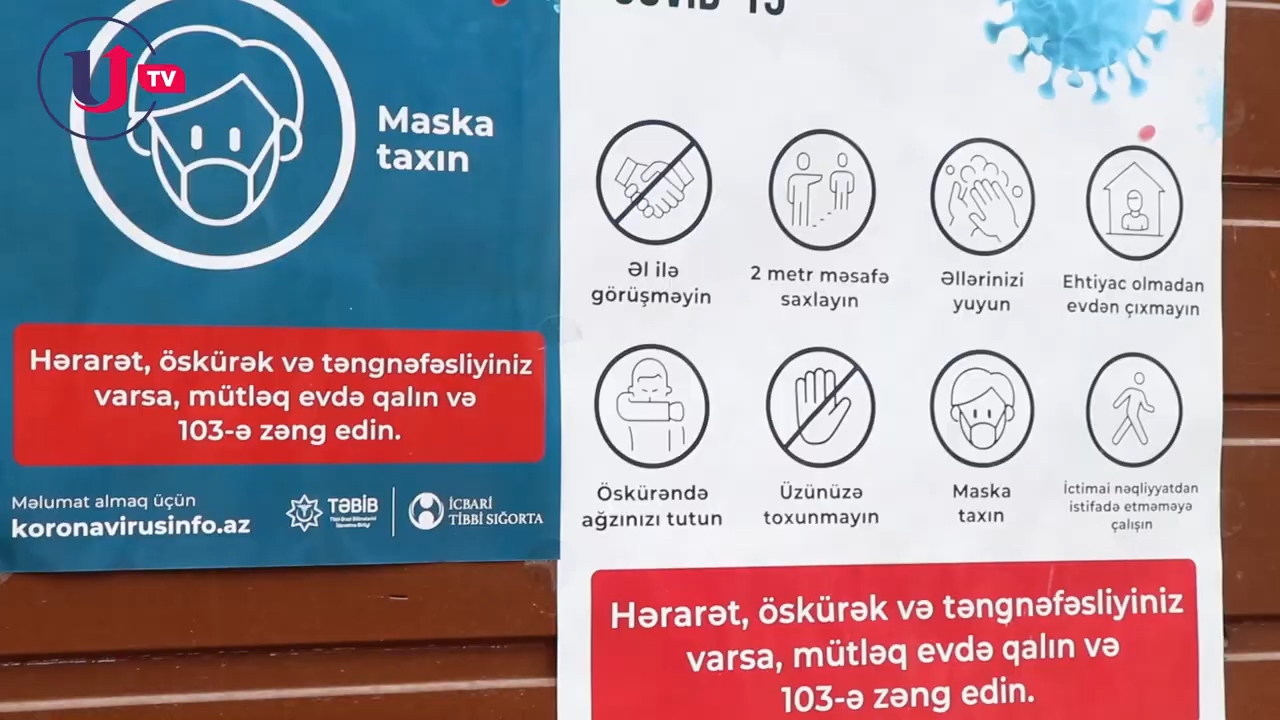 U TV
Maska
taxın
Hərarət, öskürək və təngnəfəsliyiniz
varsa, mütləq evdə qalın və
103-ə zəng edin.
Məlumat almaq üçün
koronavirusinfo.az
TƏBİB
İCBARİ
TİBBİ SIĞORTA
Əl ilə
görüşməyin
2 metr məsafə
saxlayın
Əllərinizi
yuyun
Ehtiyac olmadan
evdən çıxmayın
Öskürəndə
ağzınızı tutun
Üzünüzə
toxunmayın
Maska
taxın
İctimai nəqliyyatdan
istifadə etməməyə
çalışın
Hərarət, öskürək və təngnəfəsliyiniz
varsa, mütləq evdə qalın və
103-ə zəng edin.